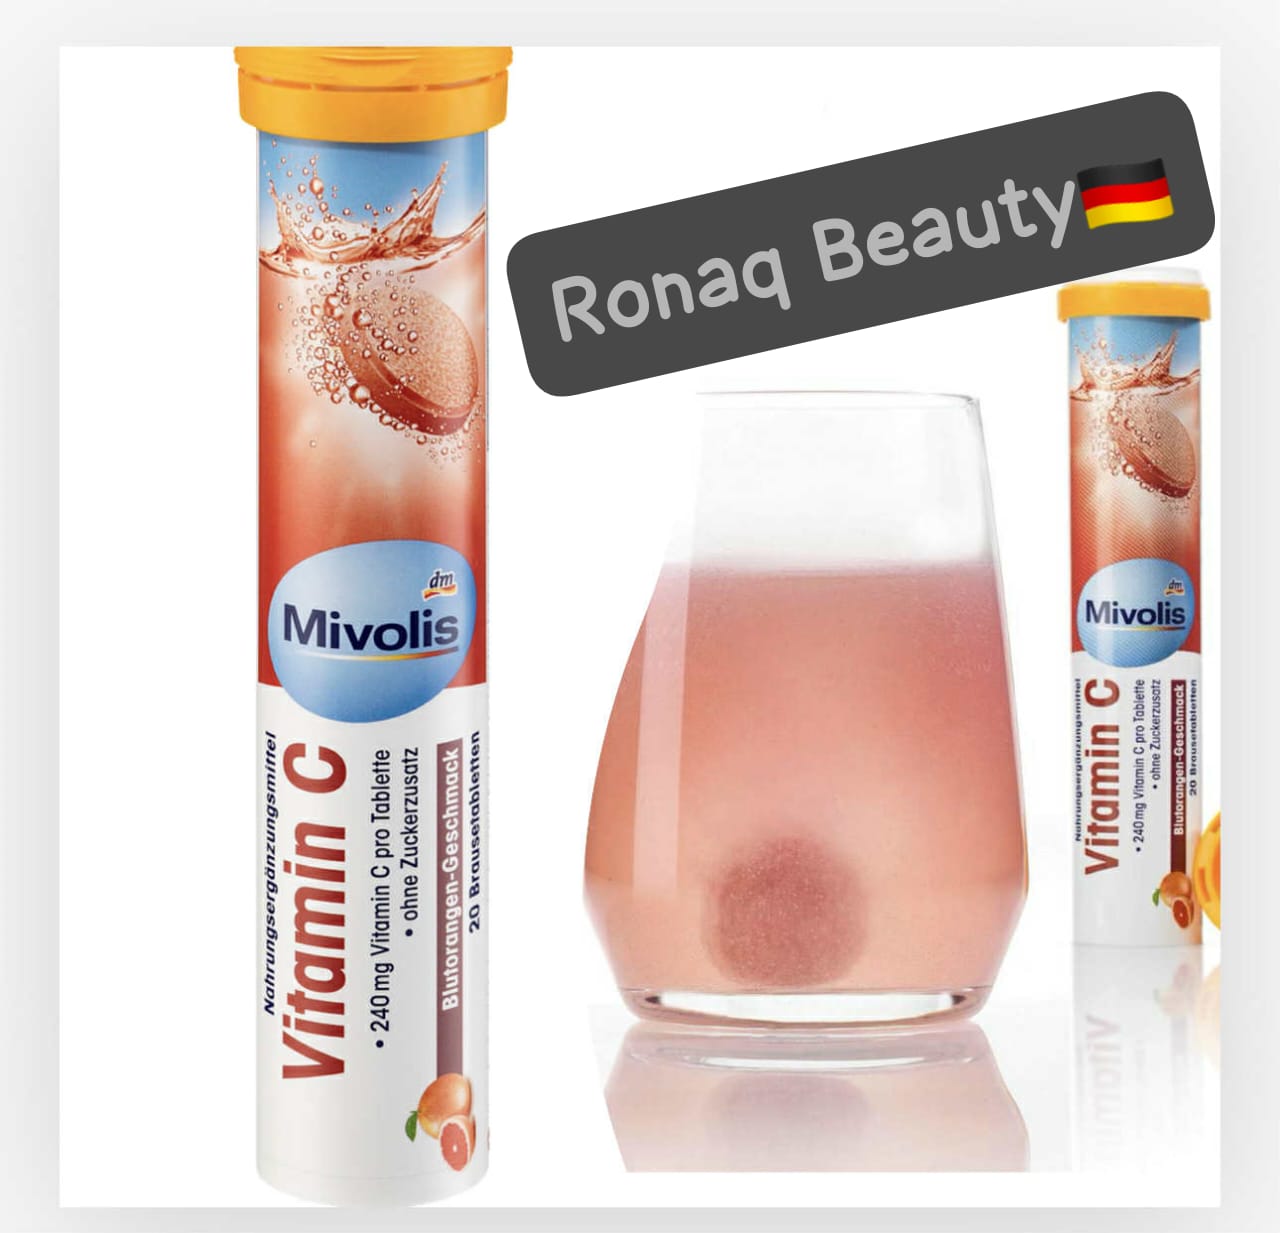 Ronaq Beauty🇩🇪
dm
Mivolis
Nahrungsergänzungsmittel
Vitamin C
• 240 mg Vitamin C pro Tablette
• ohne Zuckerzusatz
Blutorangen-Geschmack
20 Brausetabletten
dm
Mivolis
Nahrungsergänzungsmittel
Vitamin C
• 240 mg Vitamin C pro Tablette
• ohne Zuckerzusatz
Blutorangen-Geschmack
20 Brausetabletten